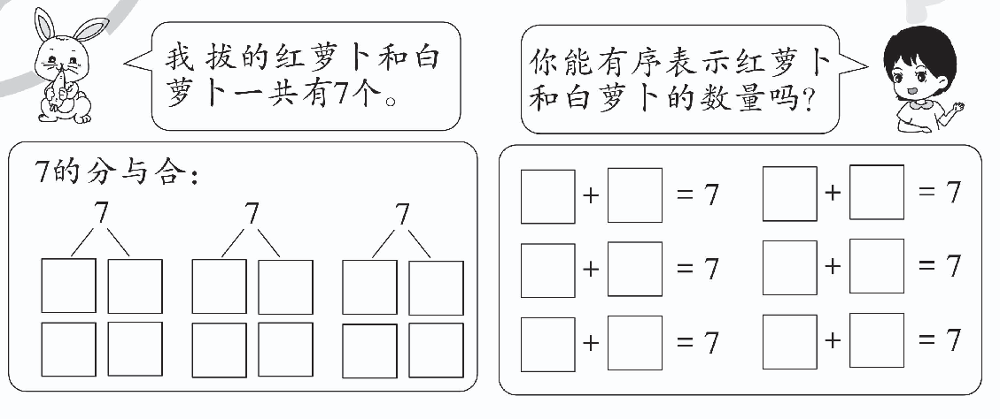 我拔的红萝卜和白
萝卜一共有7个。
你能有序表示红萝卜
和白萝卜的数量吗？
7的分与合：
7 7 7
□+□=7 □+□=7
□+□=7 □+□=7
□+□=7 □+□=7